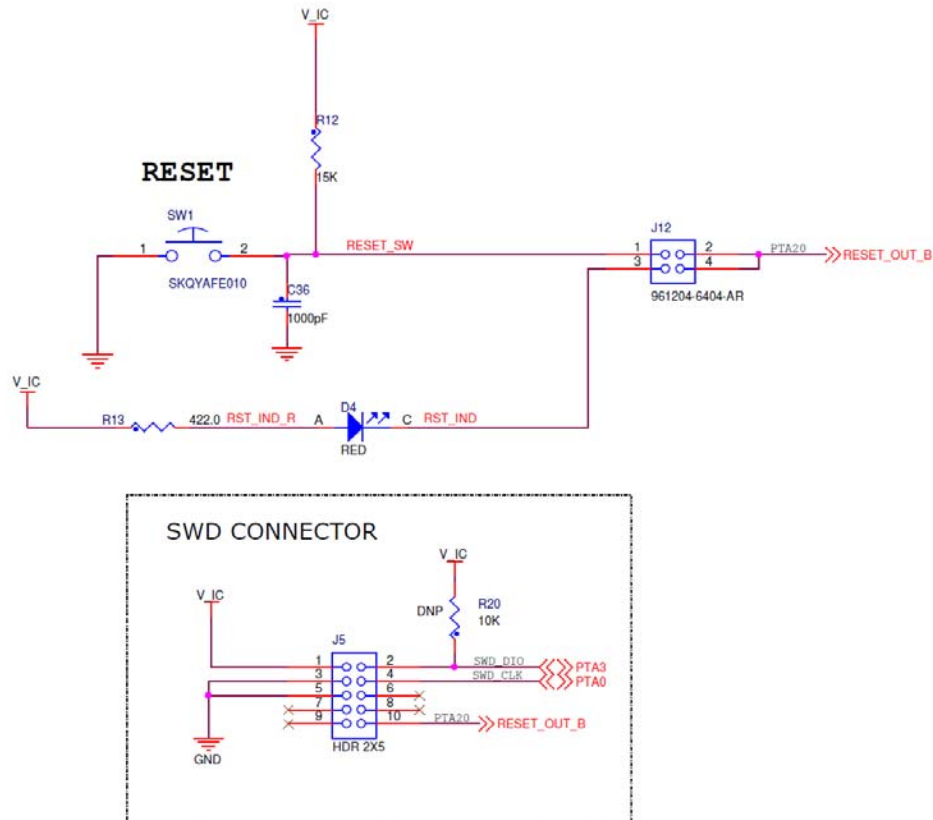 V_IC
R12
15K
RESET
SW1
1 2
SKQYAFE010
RESET_SW
C36
1000pF
J12
1 2
3 4
961204-6404-AR
PTA20
RESET_OUT_B
V_IC
R13
422.0
RST_IND_R
A
D4
C
RED
RST_IND
SWD CONNECTOR
V_IC
V_IC
DNP
R20
10K
J5
1 2
3 4
5 6
7 8
9 10
HDR 2X5
SWD_DIO
PTA3
SWD_CLK
PTA0
PTA20
RESET_OUT_B
GND